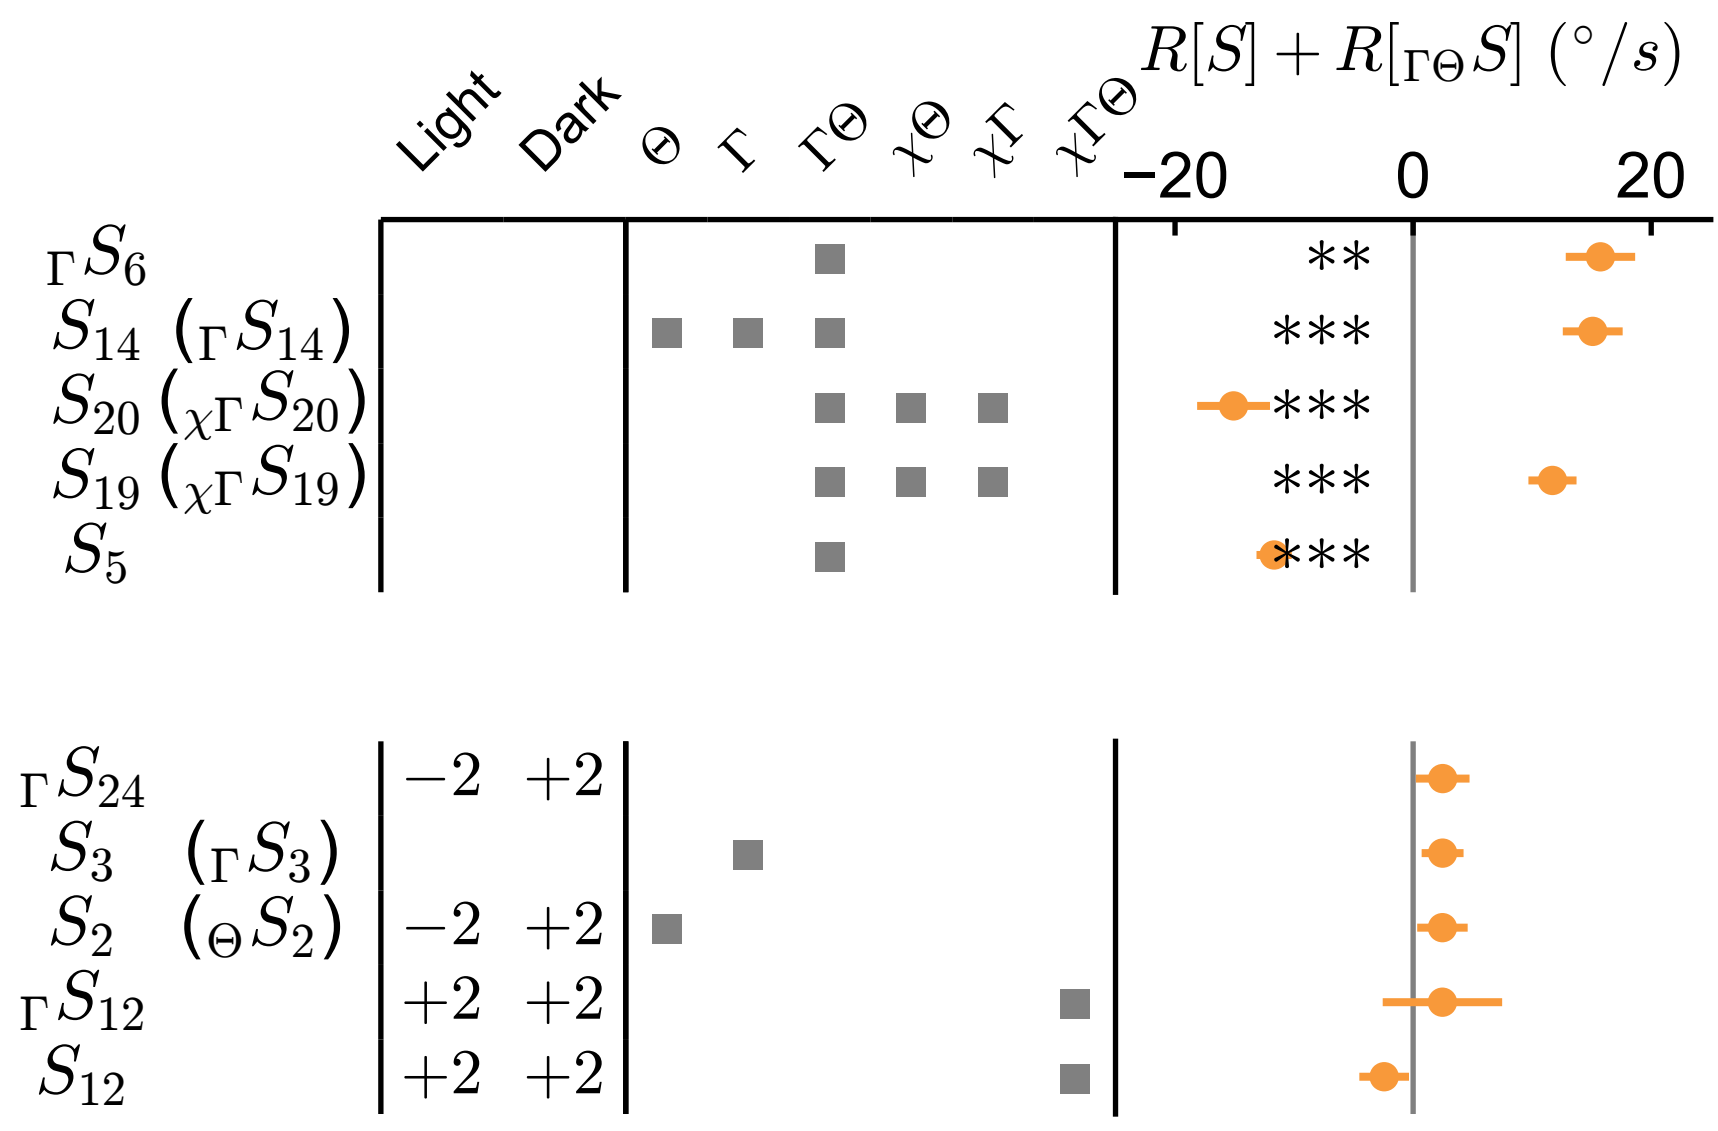 R[S] + R[ΓΘS] (°/s)
Light Dark Θ Γ ΓΘ χΘ χΓ χΓΘ
−20 0 20
ΓS6 **
S14 (ΓS14) ***
S20 (χΓS20) ***
S19 (χΓS19) ***
S5 ***
ΓS24 −2 +2
S3 (ΓS3)
S2 (ΘS2) −2 +2
ΓS12 +2 +2
S12 +2 +2